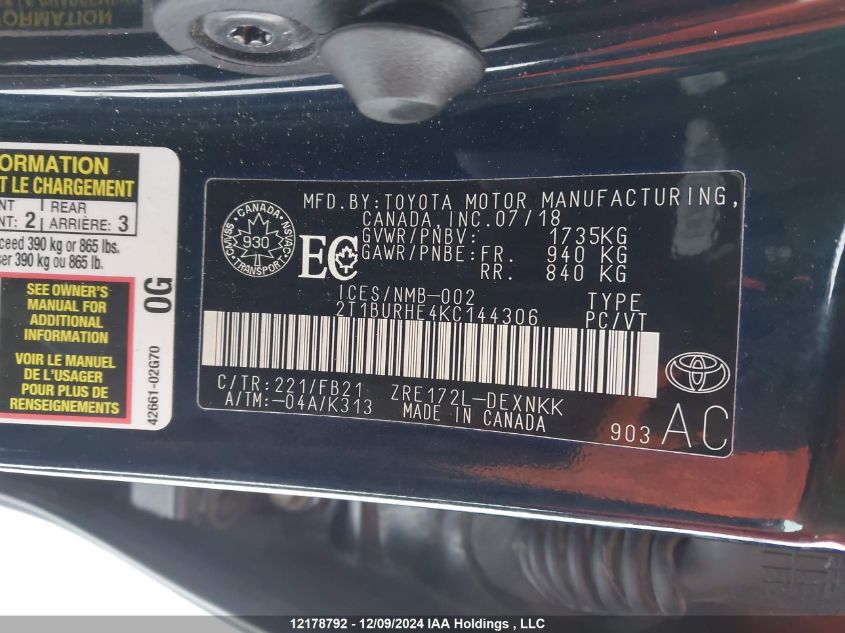 ORMATION
T LE CHARGEMENT
NT 2 REAR
NT: ARRIÈRE: 3
ceed 390 kg or 865 lbs.
ser 390 kg ou 865 lb.
SEE OWNER'S
MANUAL FOR
ADDITIONAL
INFORMATION
VOIR LE MANUEL
DE L'USAGER
POUR PLUS DE
RENSEIGNEMENTS
0G
42661-02G70
CANADA
930
TRANSPORT
EC
MFD.BY:TOYOTA MOTOR MANUFACTURING,
CANADA,INC.07/18
GVWR/PNBV: 1735KG
GAWR/PNBE: FR. 940 KG
RR. 840 KG
ICES/NMB-002 TYPE
2T1BURHE4KC144306 PC/VT
C/TR:221/FB21 ZRE172L-DEXNKK
A/TM:-04A/K313 MADE IN CANADA
903 AC
12178792 - 12/09/2024 IAA Holdings , LLC